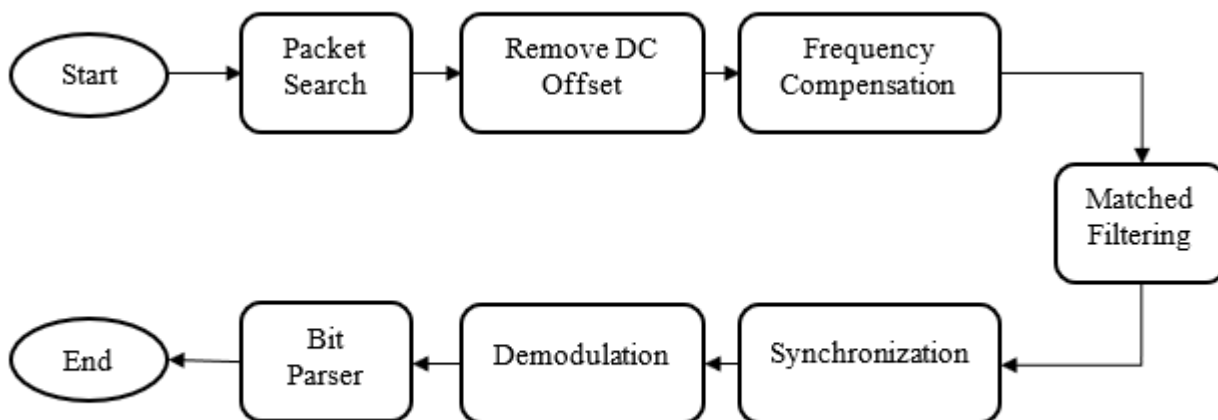 Start
Packet
Search
Remove DC
Offset
Frequency
Compensation
Matched
Filtering
Synchronization
Demodulation
Bit
Parser
End